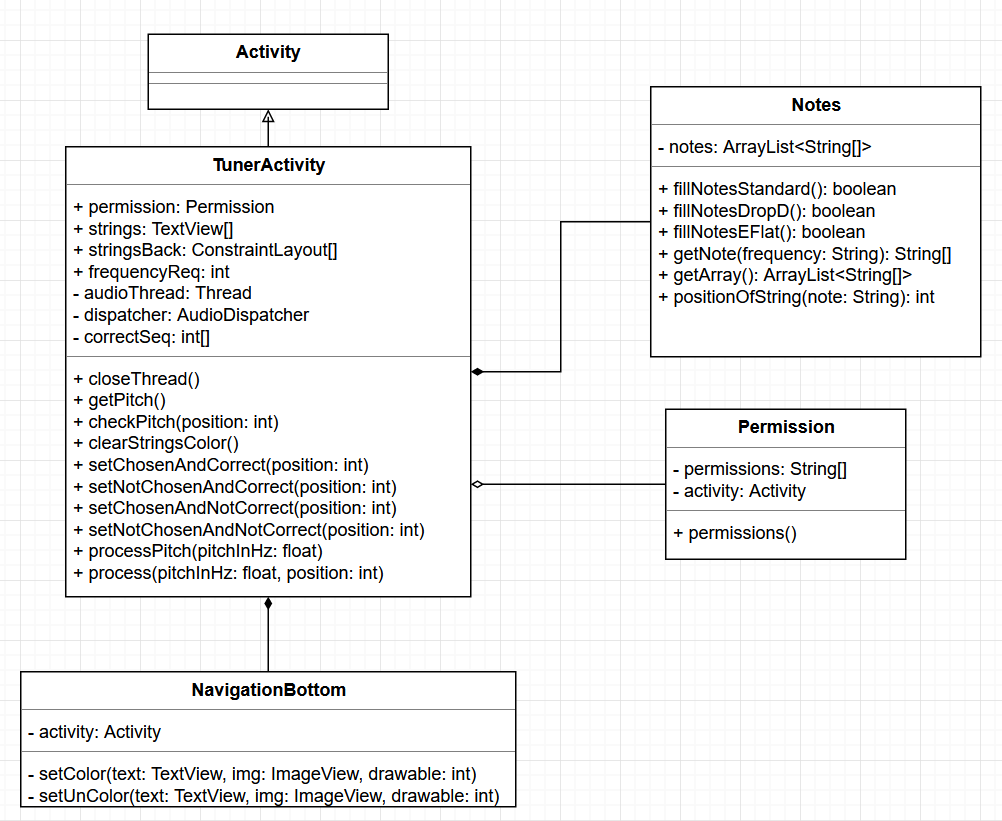 Activity
TunerActivity
+ permission: Permission
+ strings: TextView[]
+ stringsBack: ConstraintLayout[]
+ frequencyReq: int
- audioThread: Thread
- dispatcher: AudioDispatcher
- correctSeq: int[]
+ closeThread()
+ getPitch()
+ checkPitch(position: int)
+ clearStringsColor()
+ setChosenAndCorrect(position: int)
+ setNotChosenAndCorrect(position: int)
+ setChosenAndNotCorrect(position: int)
+ setNotChosenAndNotCorrect(position: int)
+ processPitch(pitchInHz: float)
+ process(pitchInHz: float, position: int)
Notes
- notes: ArrayList<String[]>
+ fillNotesStandard(): boolean
+ fillNotesDropD(): boolean
+ fillNotesEFlat(): boolean
+ getNote(frequency: String): String[]
+ getArray(): ArrayList<String[]>
+ positionOfString(note: String): int
Permission
- permissions: String[]
- activity: Activity
+ permissions()
NavigationBottom
- activity: Activity
- setColor(text: TextView, img: ImageView, drawable: int)
- setUnColor(text: TextView, img: ImageView, drawable: int)